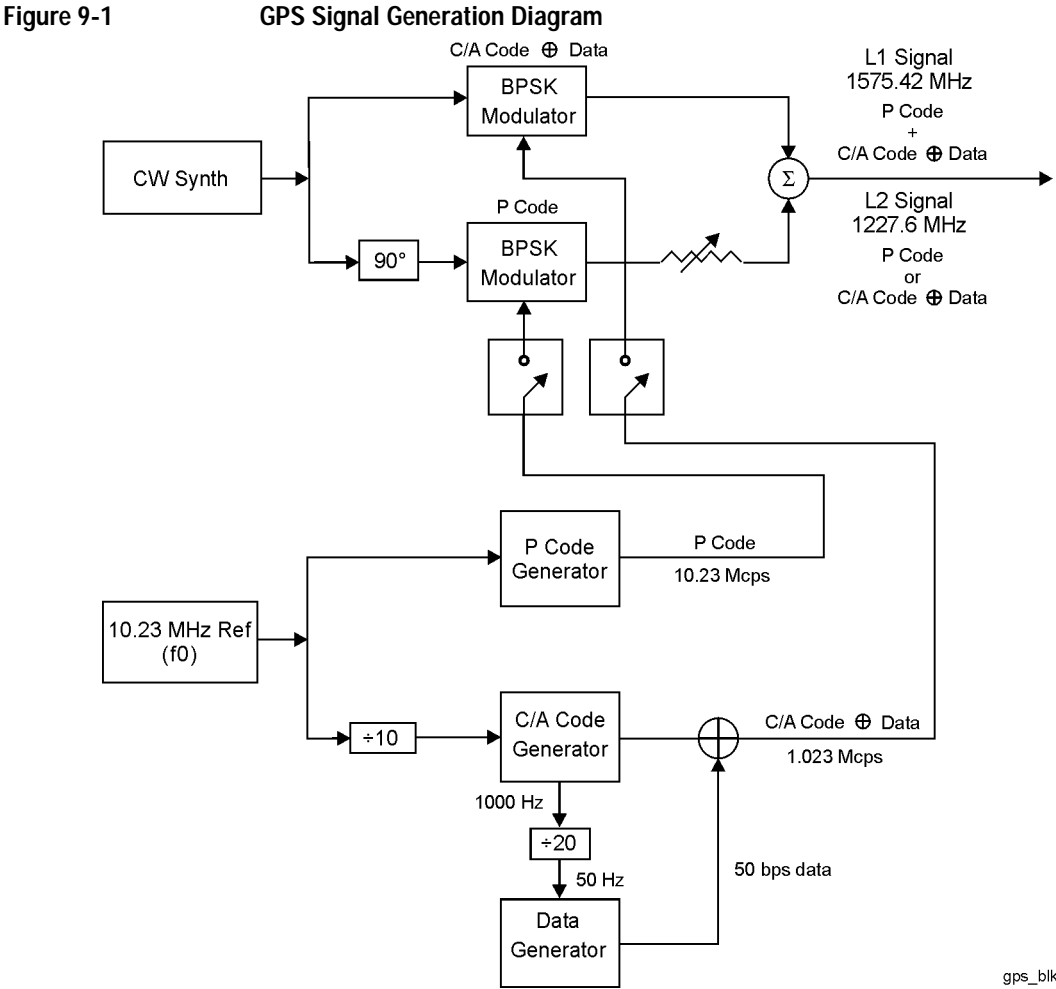 Figure 9-1 GPS Signal Generation Diagram
C/A Code ⊕ Data
BPSK
Modulator
L1 Signal
1575.42 MHz
P Code
+
C/A Code ⊕ Data
CW Synth
Σ
P Code
BPSK
Modulator
90°
L2 Signal
1227.6 MHz
P Code
or
C/A Code ⊕ Data
P Code
Generator
P Code
10.23 Mcps
10.23 MHz Ref
(f0)
÷10
C/A Code
Generator
C/A Code ⊕ Data
1.023 Mcps
1000 Hz
÷20
50 Hz
50 bps data
Data
Generator
gps_blk